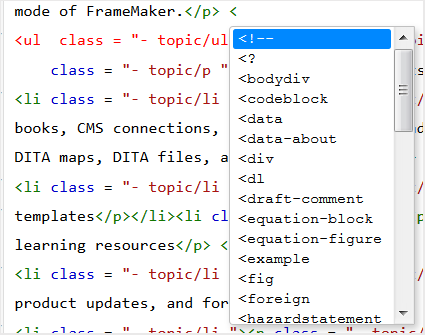 mode of FrameMaker.</p> <
<ul  class = "- topic/ul
class = "- topic/p "
<li class = "- topic/li
books, CMS connections,
DITA maps, DITA files, a
<li class = "- topic/li
templates</p></li><li cl
learning resources</p> <
<li class = "- topic/li
product updates, and for
<li class = "- topic/li "><p class = "- topic
<!--
<?
<bodydiv
<codeblock
<data
<data-about
<div
<dl
<draft-comment
<equation-block
<equation-figure
<example
<fig
<foreign
<hazardstatement